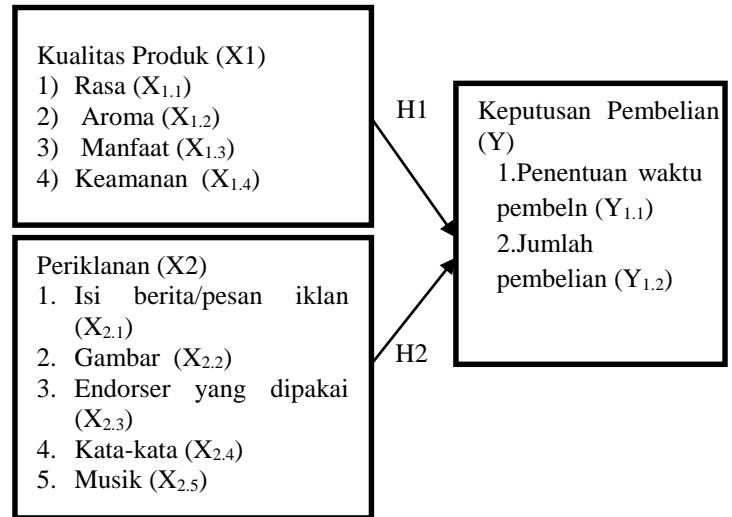 Kualitas Produk (X1)
1) Rasa (X1.1)
2) Aroma (X1.2)
3) Manfaat (X1.3)
4) Keamanan (X1.4)
H1
Keputusan Pembelian
(Y)
1.Penentuan waktu
pembeln (Y1.1)
2.Jumlah
pembelian (Y1.2)
Periklanan (X2)
1. Isi berita/pesan iklan
(X2.1)
2. Gambar (X2.2)
3. Endorser yang dipakai
(X2.3)
4. Kata-kata (X2.4)
5. Musik (X2.5)
H2